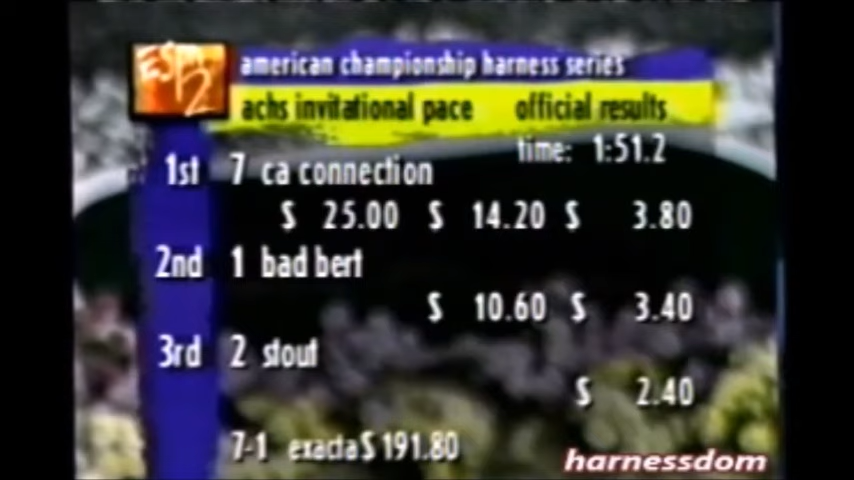 ESPN2
american championship harness series
achs invitational pace official results
time: 1:51.2
1st 7 ca connection
$ 25.00 $ 14.20 $ 3.80
2nd 1 bad bert
$ 10.60 $ 3.40
3rd 2 stout
$ 2.40
7-1 exacta $ 191.80
harnessdom